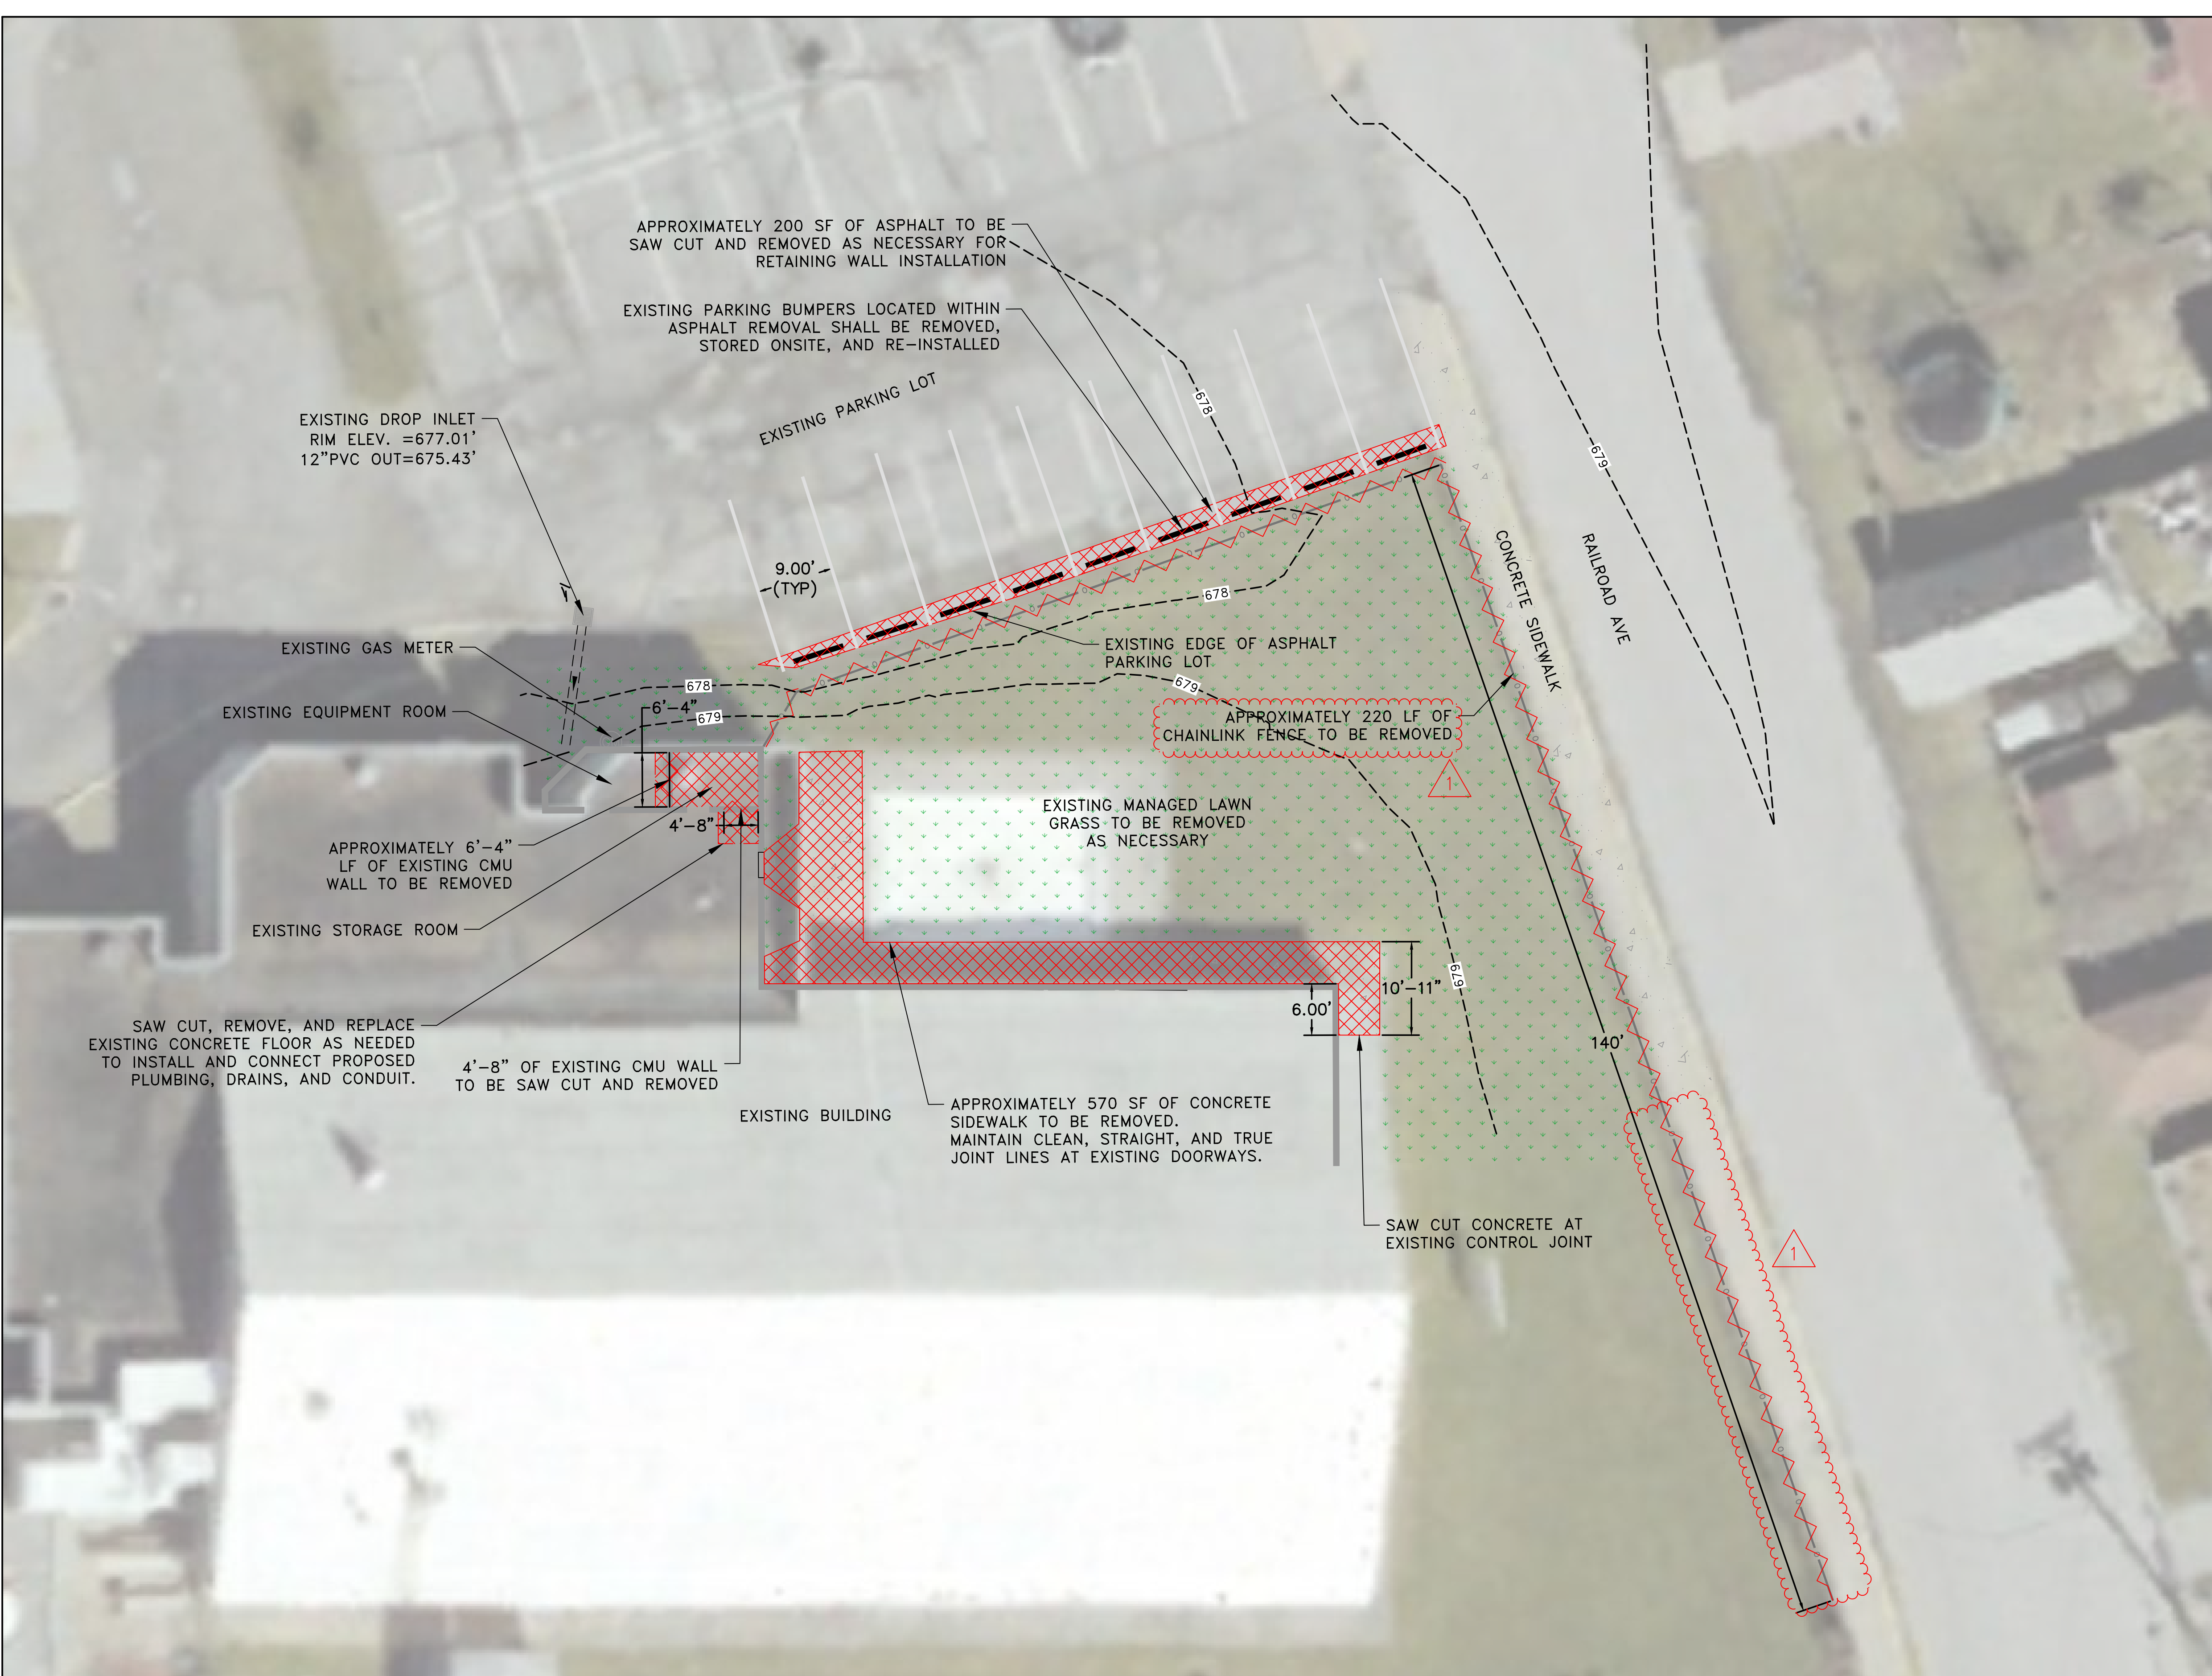 APPROXIMATELY 200 SF OF ASPHALT TO BE
SAW CUT AND REMOVED AS NECESSARY FOR
RETAINING WALL INSTALLATION
EXISTING PARKING BUMPERS LOCATED WITHIN
ASPHALT REMOVAL SHALL BE REMOVED,
STORED ONSITE, AND RE-INSTALLED
EXISTING PARKING LOT
678
679
EXISTING DROP INLET
RIM ELEV. =677.01'
12"PVC OUT=675.43'
9.00'
(TYP)
678
CONCRETE SIDEWALK
RAILROAD AVE
EXISTING GAS METER
EXISTING EDGE OF ASPHALT
PARKING LOT
678
679
EXISTING EQUIPMENT ROOM
6'-4"
679
APPROXIMATELY 220 LF OF
CHAINLINK FENCE TO BE REMOVED
1
EXISTING MANAGED LAWN
GRASS TO BE REMOVED
AS NECESSARY
4'-8"
APPROXIMATELY 6'-4"
LF OF EXISTING CMU
WALL TO BE REMOVED
EXISTING STORAGE ROOM
679
10'-11"
6.00'
140'
SAW CUT, REMOVE, AND REPLACE
EXISTING CONCRETE FLOOR AS NEEDED
TO INSTALL AND CONNECT PROPOSED
PLUMBING, DRAINS, AND CONDUIT.
4'-8" OF EXISTING CMU WALL
TO BE SAW CUT AND REMOVED
EXISTING BUILDING
APPROXIMATELY 570 SF OF CONCRETE
SIDEWALK TO BE REMOVED.
MAINTAIN CLEAN, STRAIGHT, AND TRUE
JOINT LINES AT EXISTING DOORWAYS.
SAW CUT CONCRETE AT
EXISTING CONTROL JOINT
1